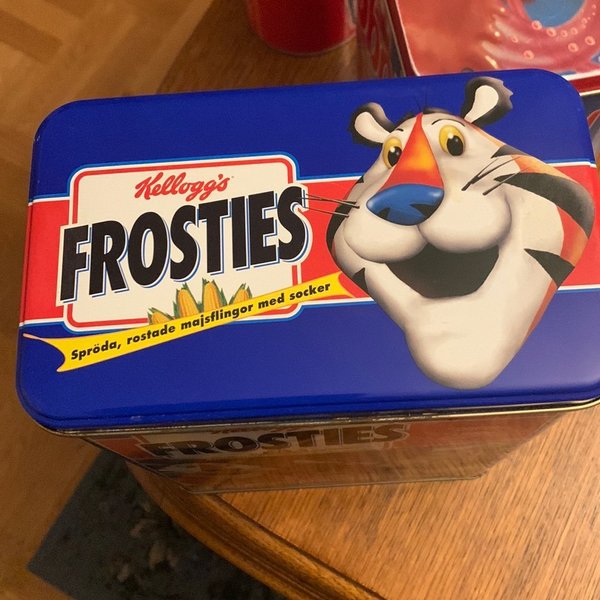 Kellogg's
FROSTIES
Spröda, rostade majsflingor med socker
FROSTIES